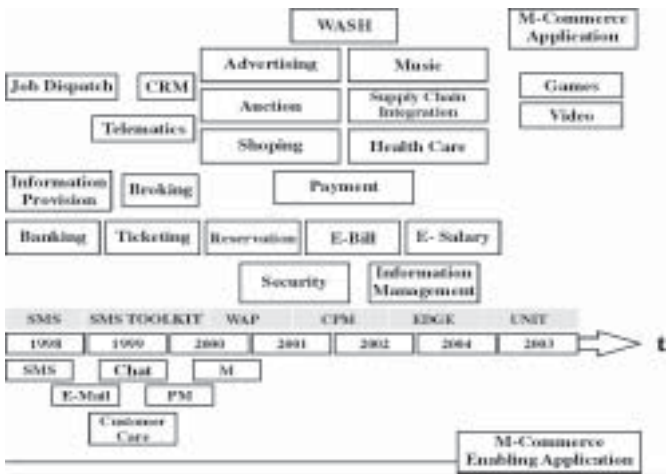 WASH
M-Commerce
Application
Advertising
Music
Job Dispatch
CRM
Games
Auction
Supply Chain
Integration
Video
Telematics
Shoping
Health Care
Information
Provision
Broking
Payment
Banking
Ticketing
Reservation
E-Bill
E- Salary
Security
Information
Management
SMS
SMS TOOLKIT
WAP
CPM
EDGE
UNIT
1998
1999
2000
2001
2002
2004
2003
t
SMS
Chat
M
E-Mail
PM
Customer
Care
M-Commerce
Enabling Application